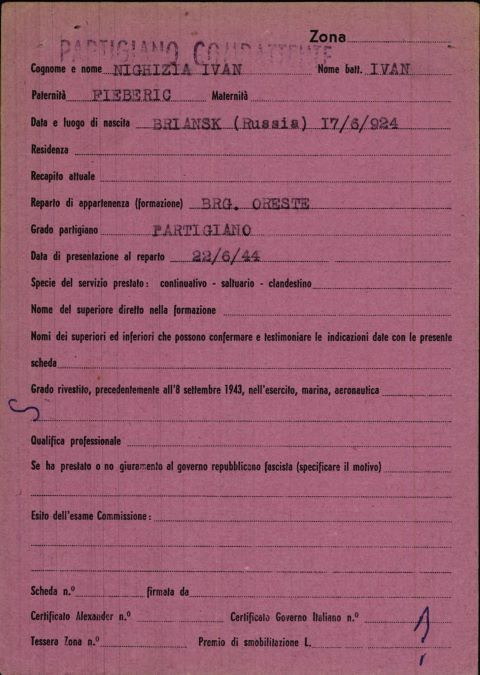 Zona
PARTIGIANO COMBATTENTE
Cognome e nome NIGHIZIA IVAN Nome batt. IVAN
Paternità FIEBERIC Maternità
Data e luogo di nascita BRIANSK (Russia) I7/6/924
Residenza
Recapito attuale
Reparto di appartenenza (formazione) BRG. ORESTE
Grado partigiano PARTIGIANO
Data di presentazione al reparto 22/6/44
Specie del servizio prestato: continuativo - saltuario - clandestino
Nome del superiore diretto nella formazione
Nomi dei superiori ed inferiori che possono confermare e testimoniare le indicazioni date con le presente
scheda
Grado rivestito, precedentemente all'8 settembre 1943, nell'esercito, marina, aeronautica
Qualifica professionale
Se ha prestato o no giuramento al governo repubblicano fascista (specificare il motivo)
Esito dell'esame Commissione:
Scheda n.° firmata da
Certificato Alexander n.° Certificato Governo Italiano n.°
Tessera Zona n.° Premio di smobilitazione L.